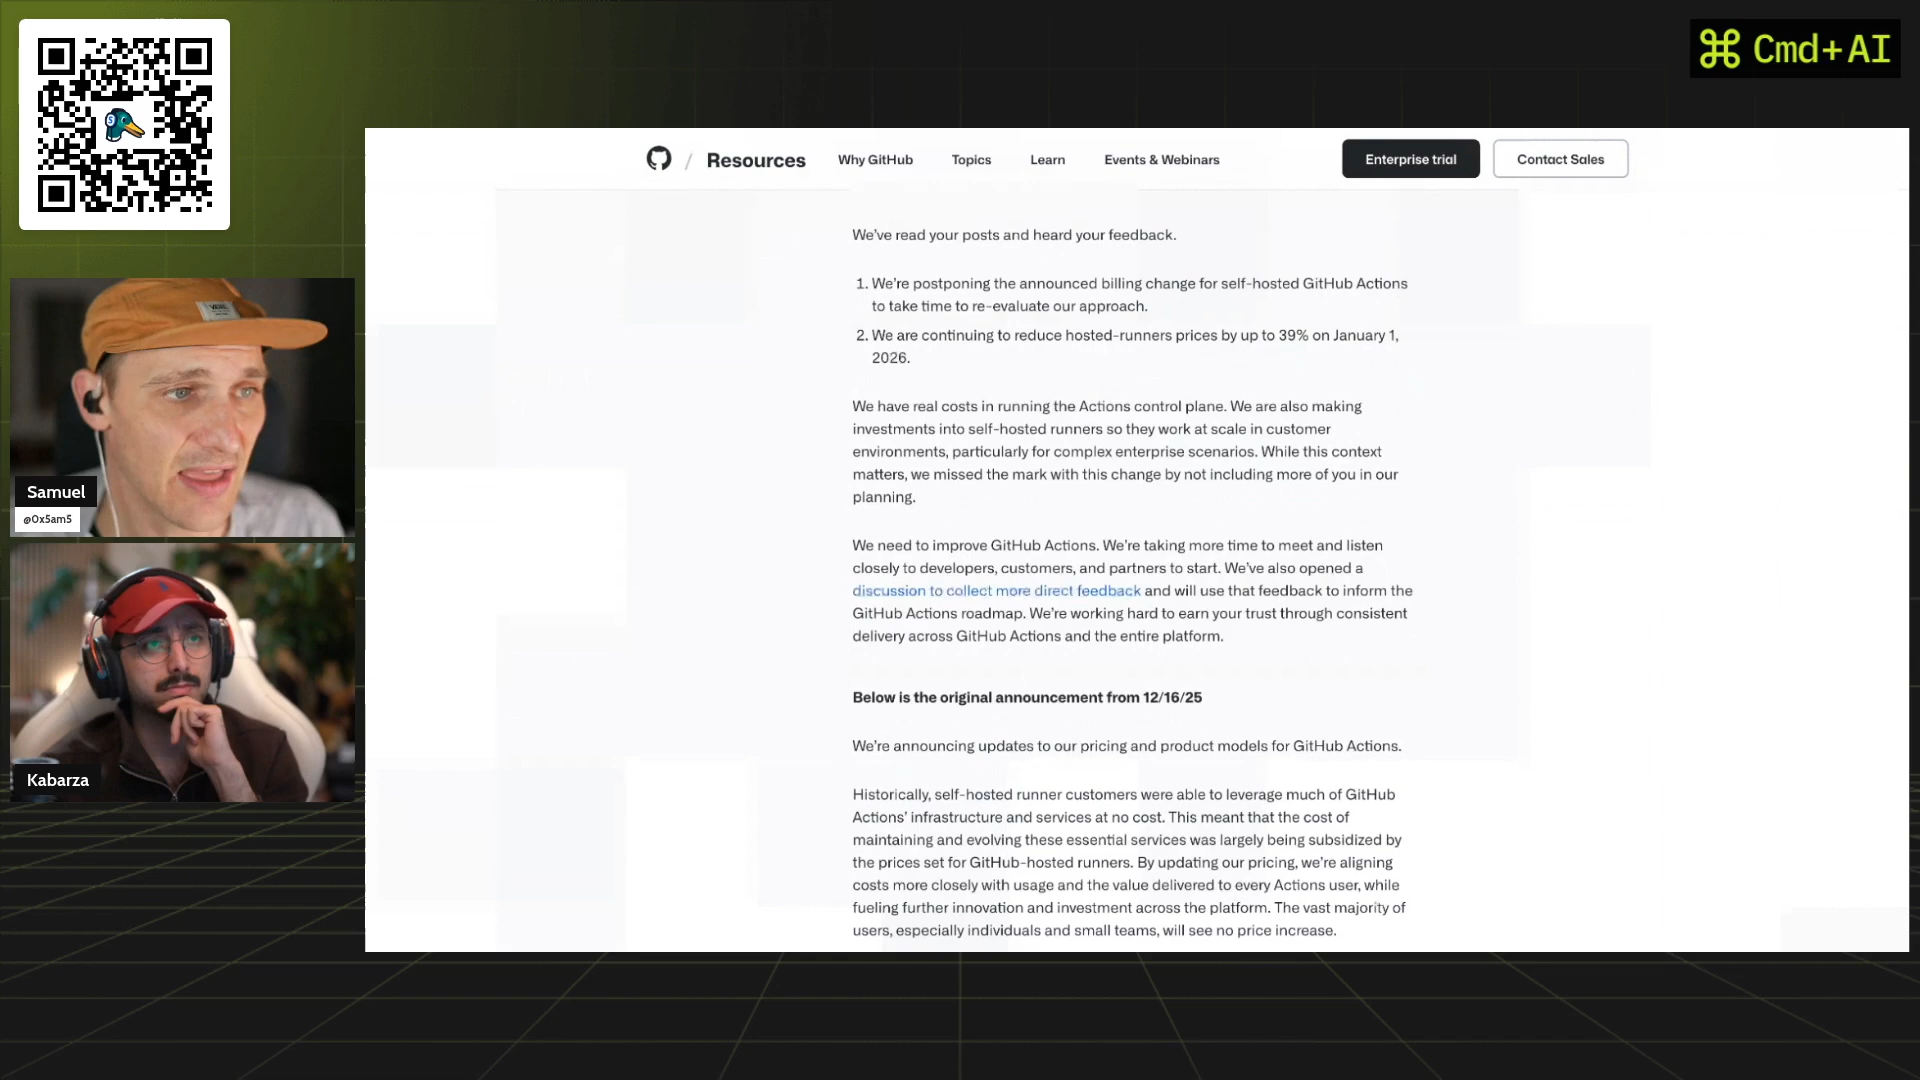 Cmd+AI
Resources
Why GitHub
Topics
Learn
Events & Webinars
Enterprise trial
Contact Sales
We've read your posts and heard your feedback.
1. We're postponing the announced billing change for self-hosted GitHub Actions
to take time to re-evaluate our approach.
2. We are continuing to reduce hosted-runners prices by up to 39% on January 1,
2026.
We have real costs in running the Actions control plane. We are also making
investments into self-hosted runners so they work at scale in customer
environments, particularly for complex enterprise scenarios. While this context
matters, we missed the mark with this change by not including more of you in our
planning.
We need to improve GitHub Actions. We're taking more time to meet and listen
closely to developers, customers, and partners to start. We've also opened a
discussion to collect more direct feedback and will use that feedback to inform the
GitHub Actions roadmap. We're working hard to earn your trust through consistent
delivery across GitHub Actions and the entire platform.
Below is the original announcement from 12/16/25
We're announcing updates to our pricing and product models for GitHub Actions.
Historically, self-hosted runner customers were able to leverage much of GitHub
Actions' infrastructure and services at no cost. This meant that the cost of
maintaining and evolving these essential services was largely being subsidized by
the prices set for GitHub-hosted runners. By updating our pricing, we're aligning
costs more closely with usage and the value delivered to every Actions user, while
fueling further innovation and investment across the platform. The vast majority of
users, especially individuals and small teams, will see no price increase.
Samuel
@0x5am5
Kabarza